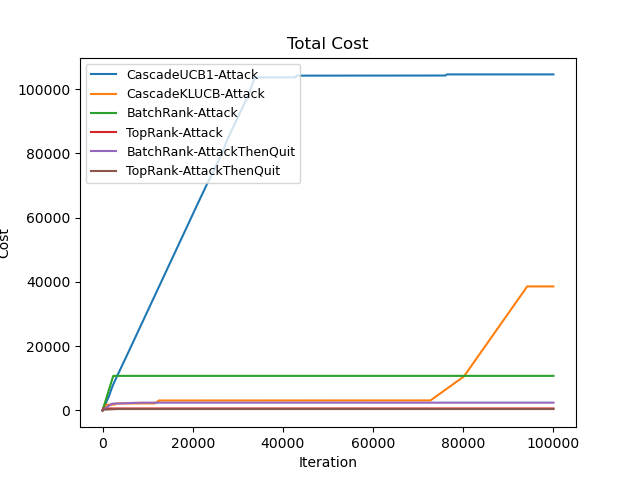 Total Cost
CascadeUCB1-Attack
CascadeKLUCB-Attack
BatchRank-Attack
TopRank-Attack
BatchRank-AttackThenQuit
TopRank-AttackThenQuit
100000
80000
60000
40000
20000
0
Cost
0 20000 40000 60000 80000 100000
Iteration